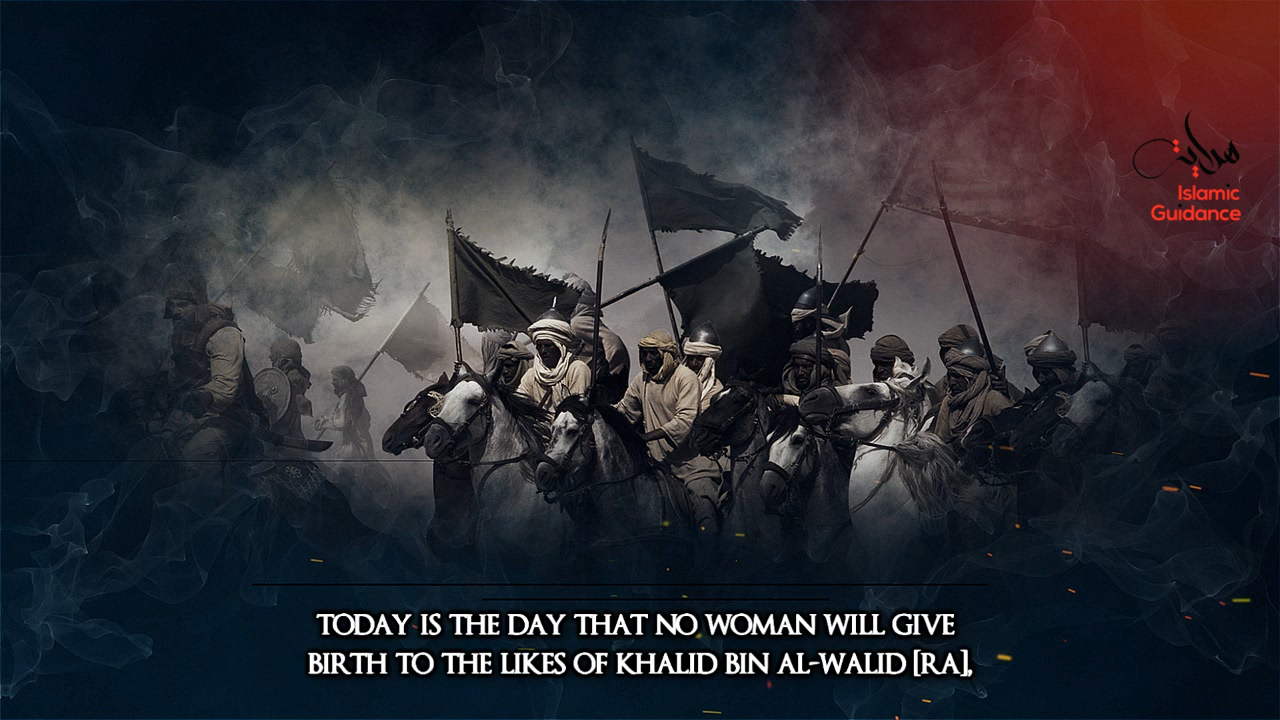 هداية
Islamic
Guidance
TODAY IS THE DAY THAT NO WOMAN WILL GIVE
BIRTH TO THE LIKES OF KHALID BIN AL-WALID [RA],